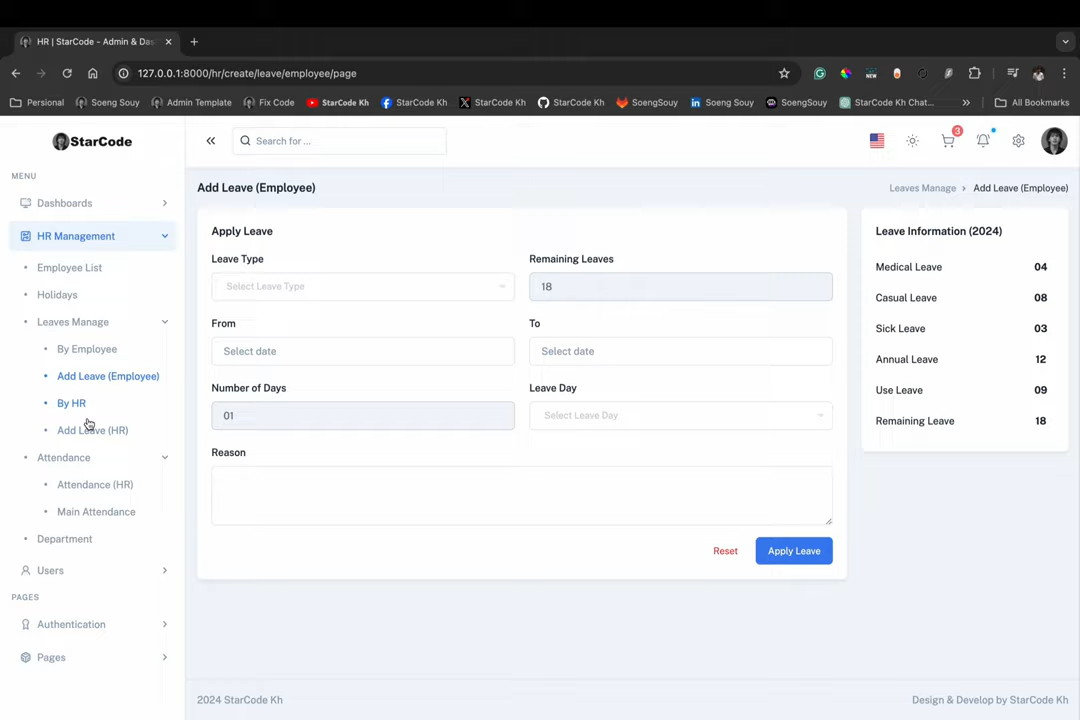 HR | StarCode - Admin & Das
127.0.0.1:8000/hr/create/leave/employee/page
NEW
Personal Soeng Souy Admin Template Fix Code StarCode Kh StarCode Kh StarCode Kh StarCode Kh SoengSouy Soeng Souy SoengSouy StarCode Kh Chat... All Bookmarks
StarCode
Search for ...
3
MENU
Dashboards
HR Management
Employee List
Holidays
Leaves Manage
By Employee
Add Leave (Employee)
By HR
Add Leave (HR)
Attendance
Attendance (HR)
Main Attendance
Department
Users
PAGES
Authentication
Pages
Add Leave (Employee)
Leaves Manage Add Leave (Employee)
Apply Leave
Leave Type
Select Leave Type
Remaining Leaves
18
From
Select date
To
Select date
Number of Days
01
Leave Day
Select Leave Day
Reason
Reset
Apply Leave
Leave Information (2024)
Medical Leave 04
Casual Leave 08
Sick Leave 03
Annual Leave 12
Use Leave 09
Remaining Leave 18
2024 StarCode Kh
Design & Develop by StarCode Kh